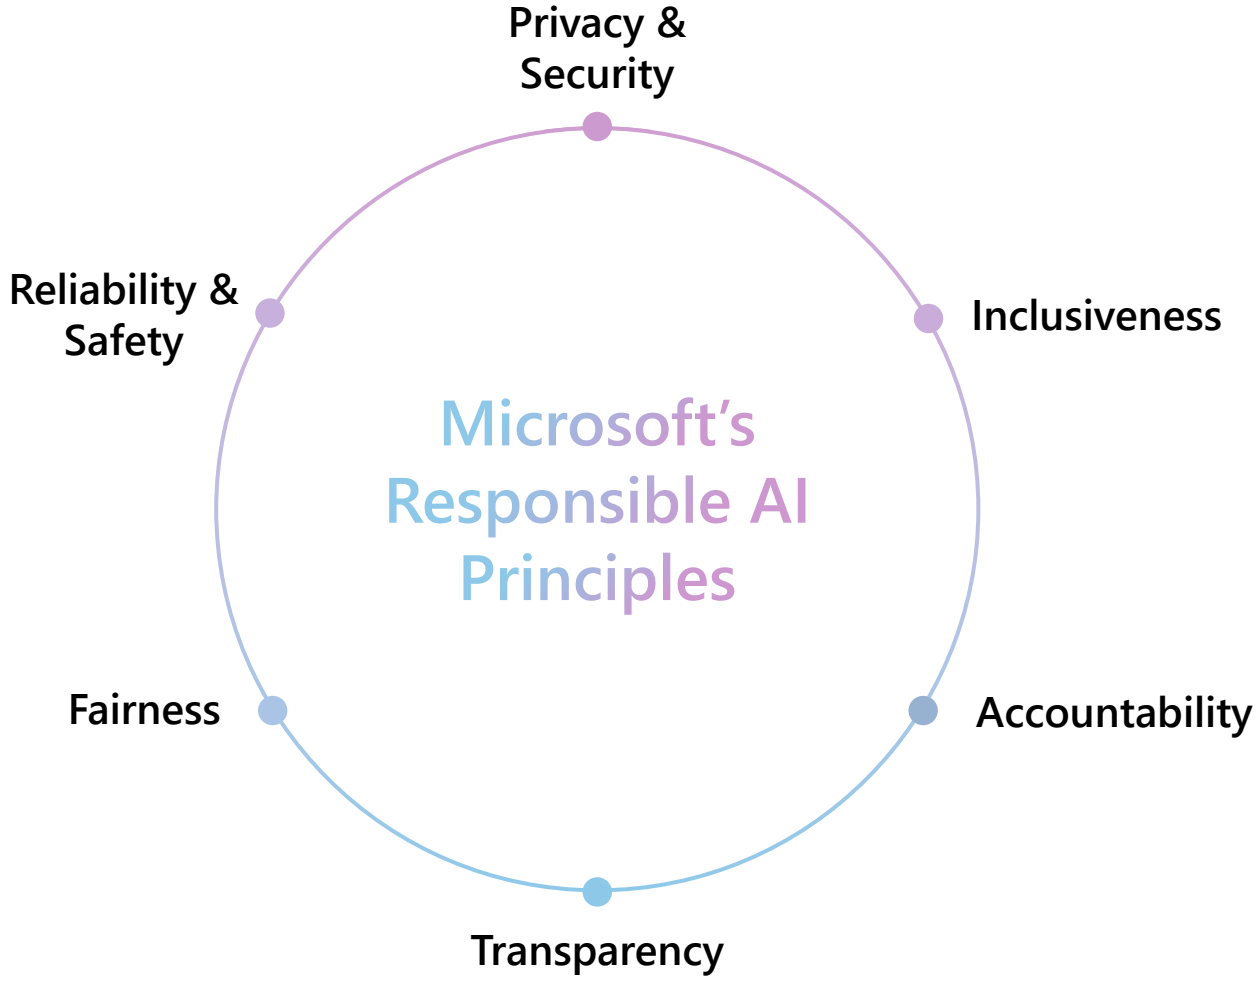 Privacy &
Security
Reliability &
Safety
Inclusiveness
Microsoft’s
Responsible AI
Principles
Fairness
Accountability
Transparency